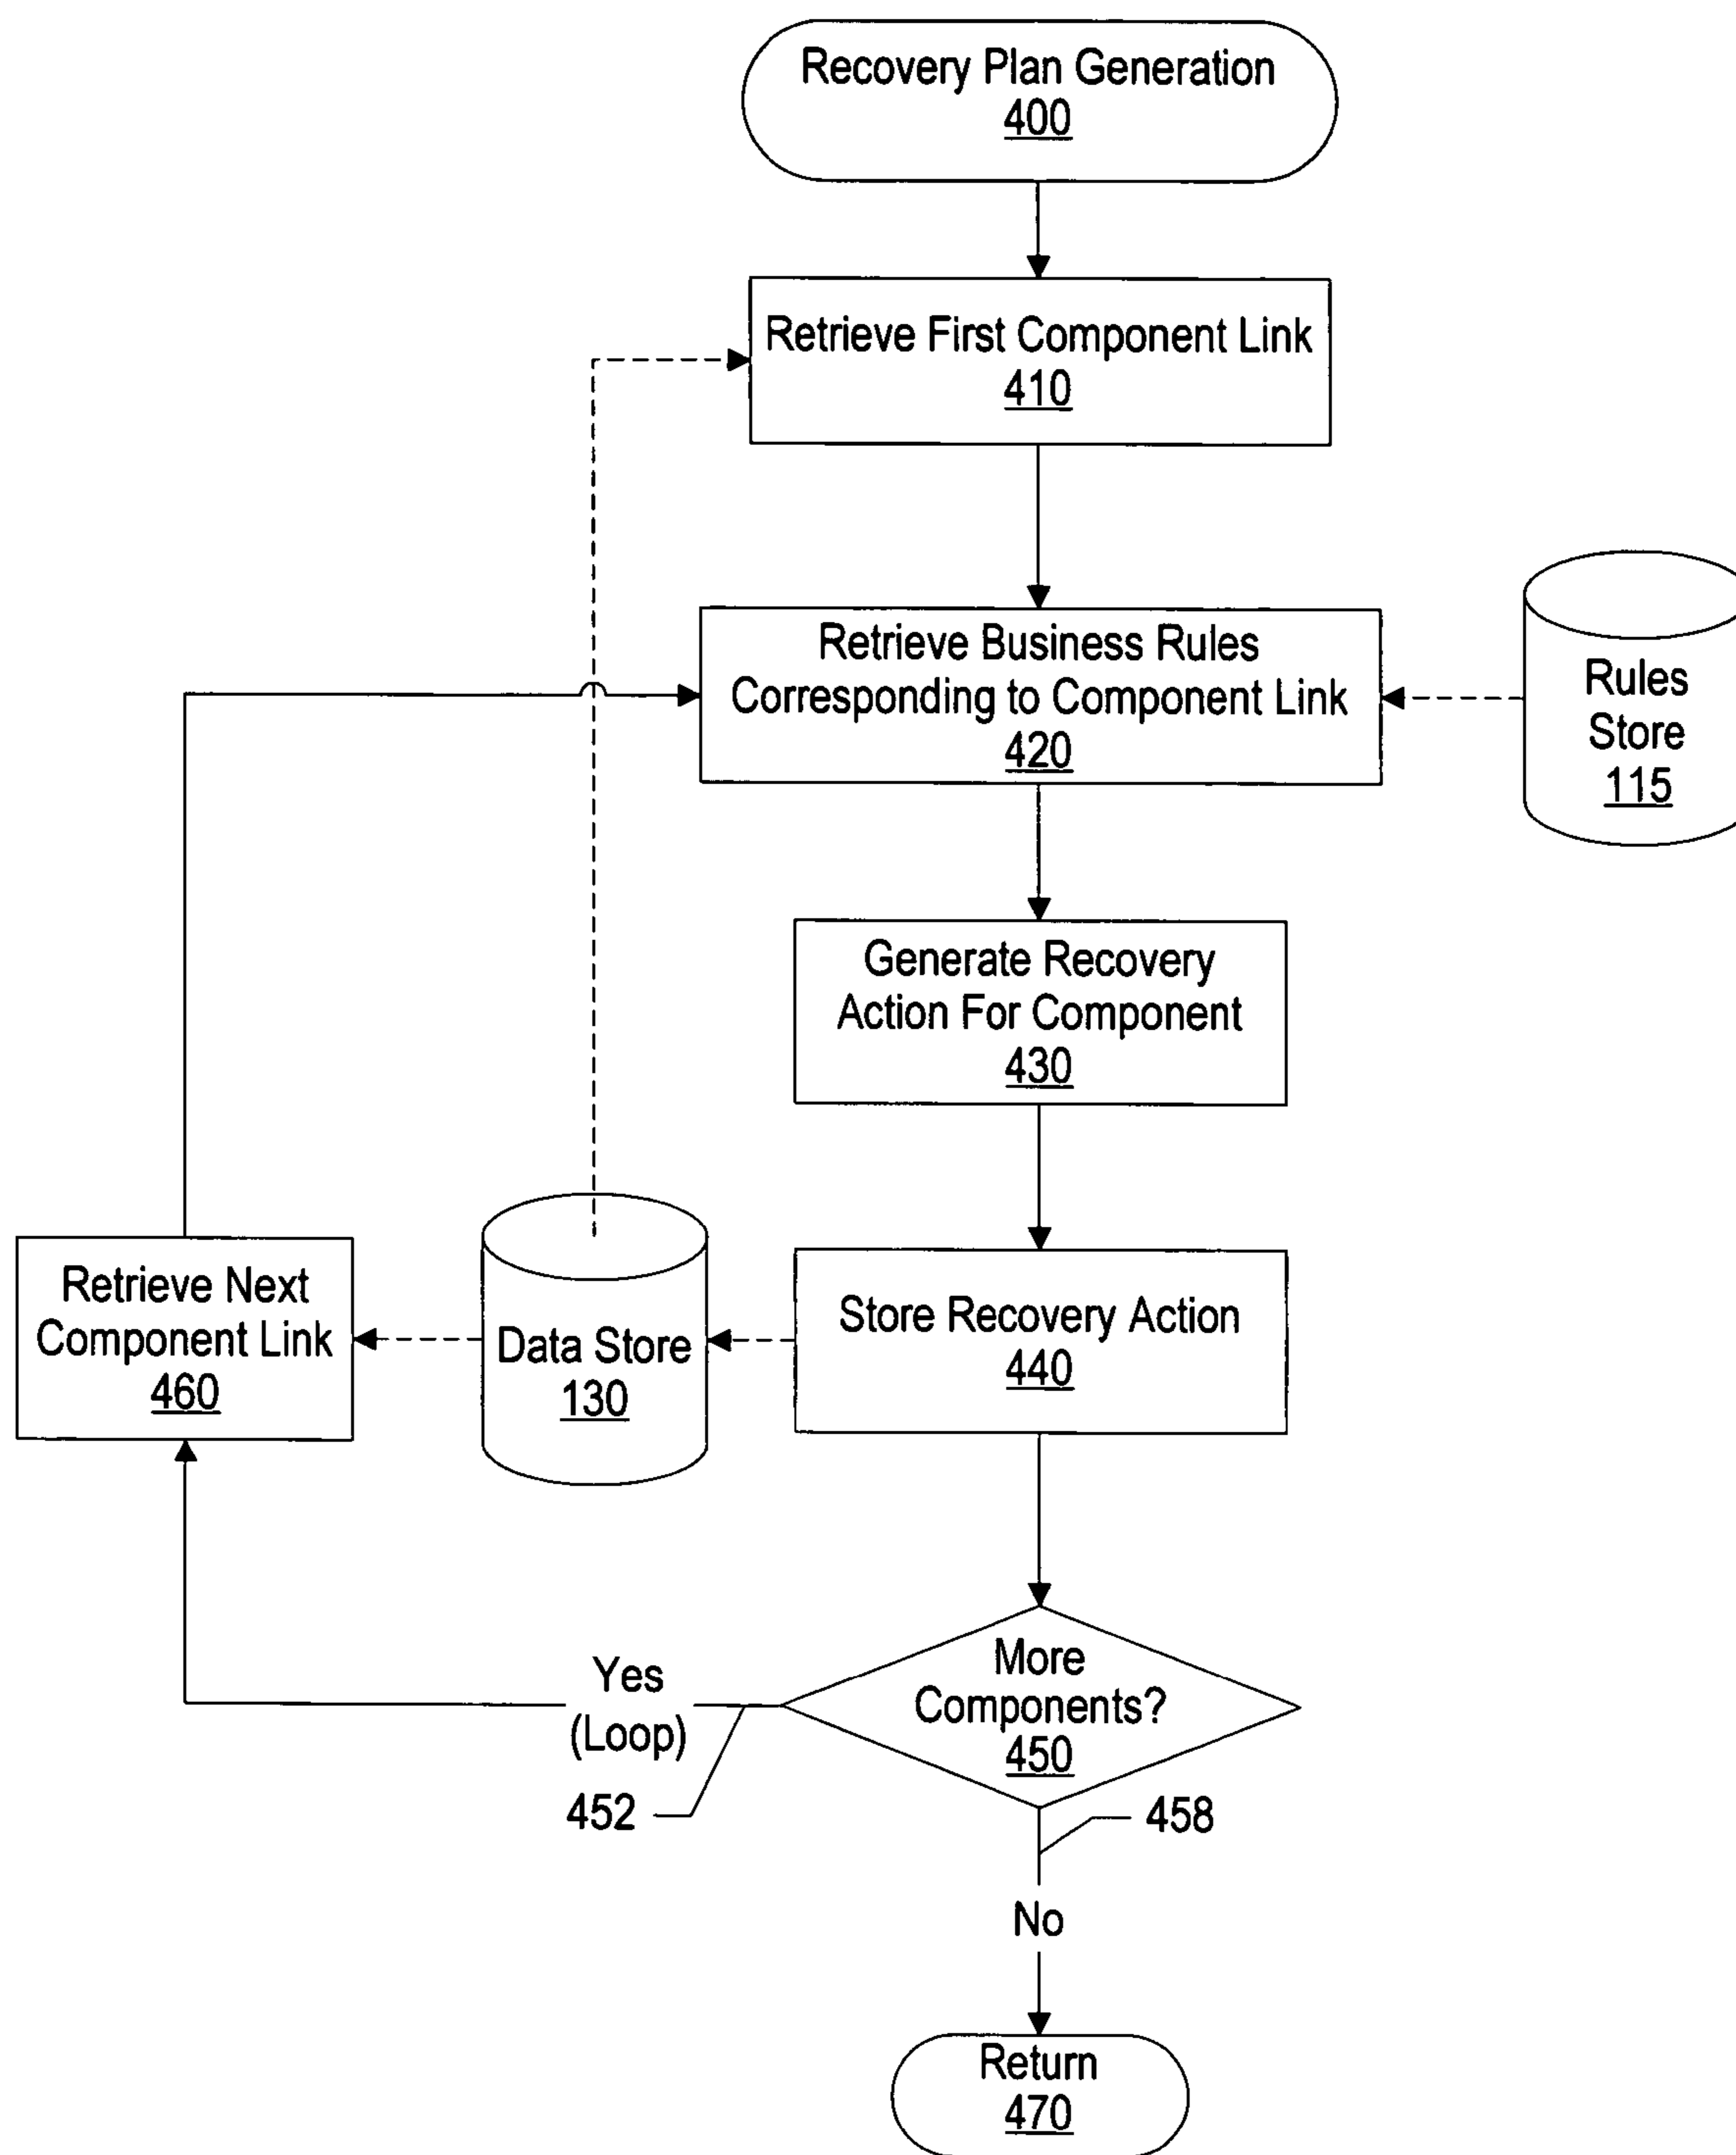 Recovery Plan Generation
400
Retrieve First Component Link
410
Retrieve Business Rules
Corresponding to Component Link
420
Rules
Store
115
Generate Recovery
Action For Component
430
Retrieve Next
Component Link
460
Data Store
130
Store Recovery Action
440
More
Components?
450
Yes
(Loop)
452
458
No
Return
470